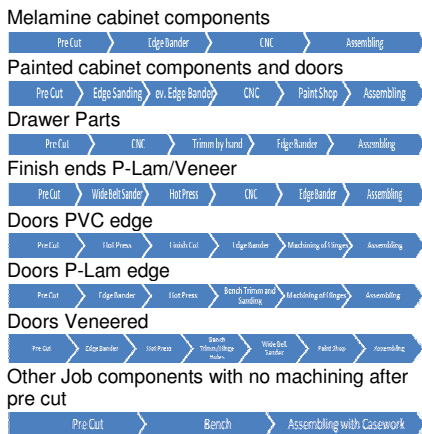 Melamine cabinet components
Pre Cut Edge Bander CNC Assembling
Painted cabinet components and doors
Pre Cut Edge Sanding ev. Edge Bander CNC Paint Shop Assembling
Drawer Parts
Pre Cut CNC Trimm by hand Edge Bander Assembling
Finish ends P-Lam/Veneer
Pre Cut Wide Belt Sander Hot Press CNC Edge Bander Assembling
Doors PVC edge
Pre Cut Hot Press Finish Cut Edge Bander Machining of Hinges Assembling
Doors P-Lam edge
Pre Cut Edge Bander Hot Press Bench Trimm and Sanding Machining of Hinges Assembling
Doors Veneered
Pre Cut Edge Bander Hot Press Bench Trimm/Hinge Holes Wide Belt Sander Paint Shop Assembling
Other Job components with no machining after
pre cut
Pre Cut Bench Assembling with Casework